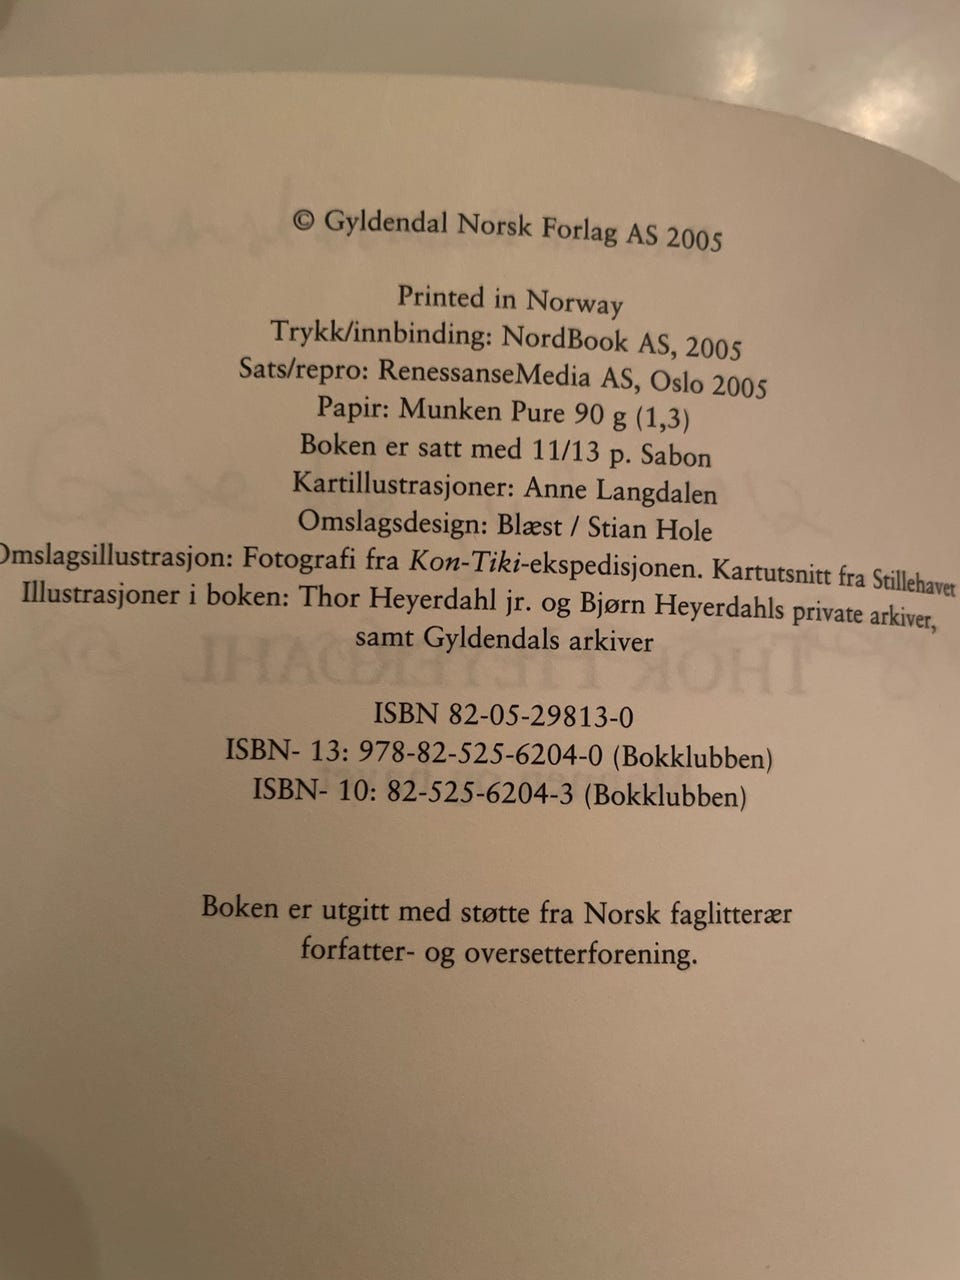 © Gyldendal Norsk Forlag AS 2005
Printed in Norway
Trykk/innbinding: NordBook AS, 2005
Sats/repro: RenessanseMedia AS, Oslo 2005
Papir: Munken Pure 90 g (1,3)
Boken er satt med 11/13 p. Sabon
Kartillustrasjoner: Anne Langdalen
Omslagsdesign: Blæst / Stian Hole
Omslagsillustrasjon: Fotografi fra Kon-Tiki-ekspedisjonen. Kartutsnitt fra Stillehavet
Illustrasjoner i boken: Thor Heyerdahl jr. og Bjørn Heyerdahls private arkiver,
samt Gyldendals arkiver
THOR HEYERDAHL
ISBN 82-05-29813-0
ISBN- 13: 978-82-525-6204-0 (Bokklubben)
ISBN- 10: 82-525-6204-3 (Bokklubben)
Boken er utgitt med støtte fra Norsk faglitterær
forfatter- og oversetterforening.